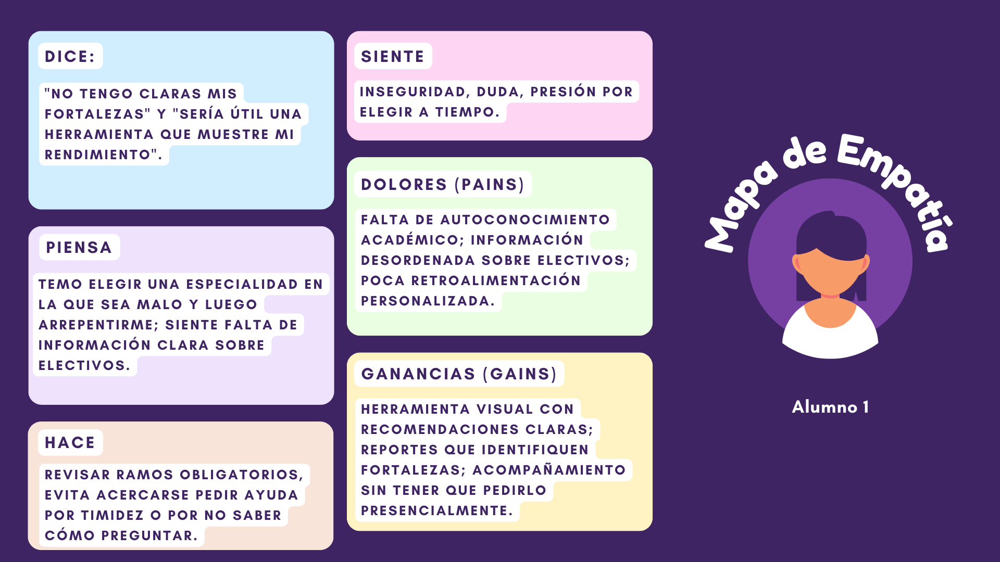 DICE:
"NO TENGO CLARAS MIS
FORTALEZAS" Y "SERÍA ÚTIL UNA
HERRAMIENTA QUE MUESTRE MI
RENDIMIENTO".
PIENSA
TEMO ELEGIR UNA ESPECIALIDAD EN
LA QUE SEA MALO Y LUEGO
ARREPENTIRME; SIENTE FALTA DE
INFORMACIÓN CLARA SOBRE
ELECTIVOS.
HACE
REVISAR RAMOS OBLIGATORIOS,
EVITA ACERCARSE PEDIR AYUDA
POR TIMIDEZ O POR NO SABER
CÓMO PREGUNTAR.
SIENTE
INSEGURIDAD, DUDA, PRESIÓN POR
ELEGIR A TIEMPO.
DOLORES (PAINS)
FALTA DE AUTOCONOCIMIENTO
ACADÉMICO; INFORMACIÓN
DESORDENADA SOBRE ELECTIVOS;
POCA RETROALIMENTACIÓN
PERSONALIZADA.
GANANCIAS (GAINS)
HERRAMIENTA VISUAL CON
RECOMENDACIONES CLARAS;
REPORTES QUE IDENTIFIQUEN
FORTALEZAS; ACOMPAÑAMIENTO
SIN TENER QUE PEDIRLO
PRESENCIALMENTE.
Mapa de Empatía
Alumno 1